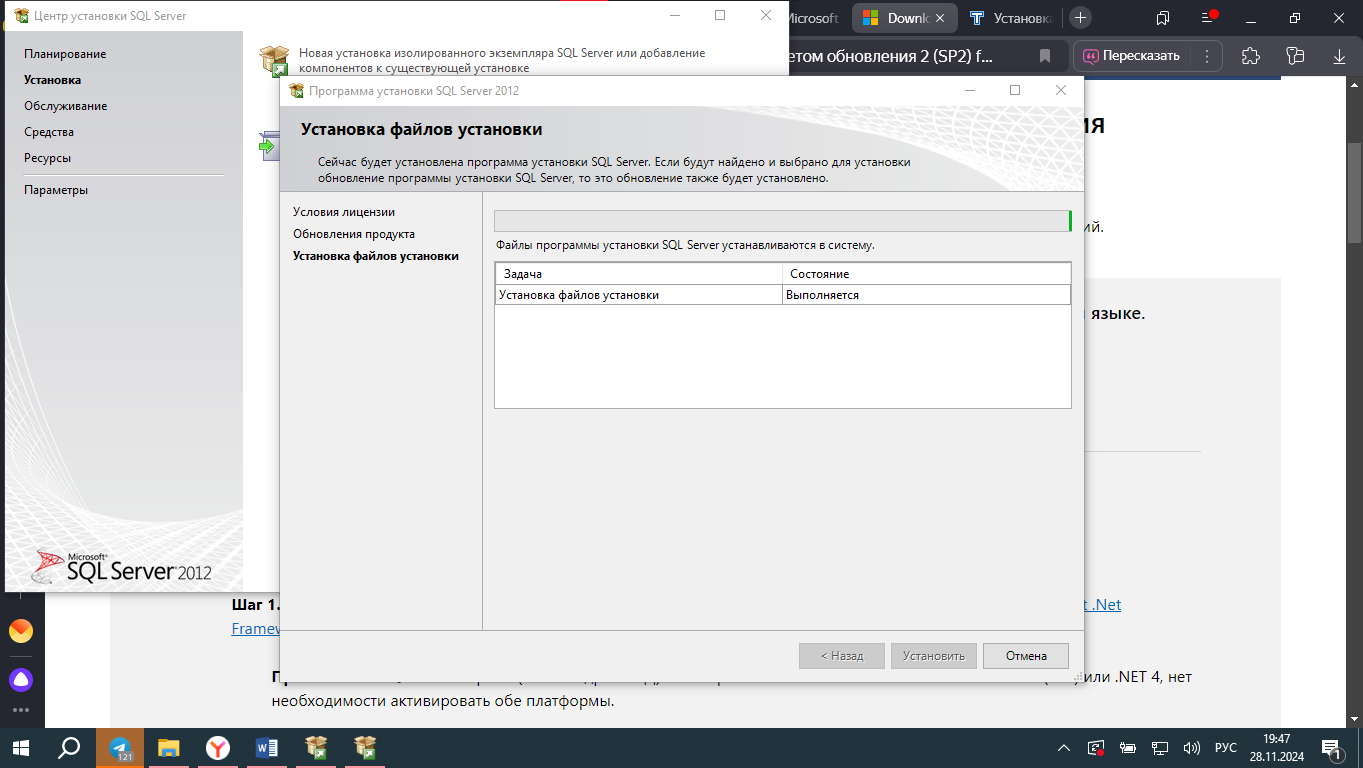 Центр установки SQL Server
Планирование
Установка
Обслуживание
Средства
Ресурсы
Параметры
Новая установка изолированного экземпляра SQL Server или добавление
компонентов к существующей установке
Microsoft
SQL Server 2012
Microsoft
Downl
Установка
етом обновления 2 (SP2) f...
Пересказать
Программа установки SQL Server 2012
Установка файлов установки
Сейчас будет установлена программа установки SQL Server. Если будут найдено и выбрано для установки
обновление программы установки SQL Server, то это обновление также будет установлено.
Условия лицензии
Обновления продукта
Установка файлов установки
Файлы программы установки SQL Server устанавливаются в систему.
Задача Состояние
Установка файлов установки Выполняется
< Назад Установить Отмена
ия
ий.
языке.
Шаг 1. t .Net
Framew
или .NET 4, нет
необходимости активировать обе платформы.
121
РУС
19:47
28.11.2024
1